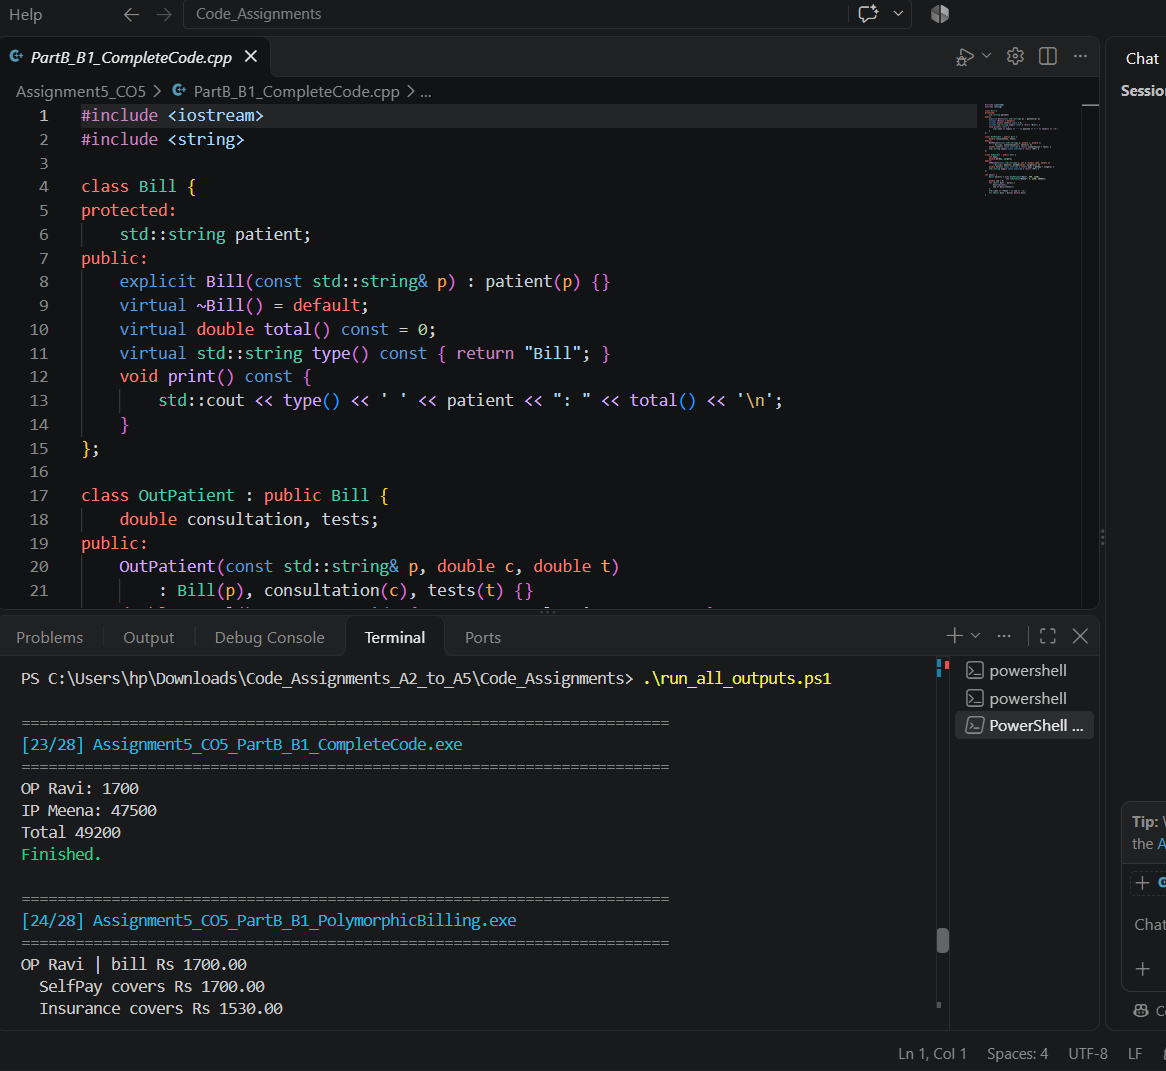 Help
Code_Assignments
PartB_B1_CompleteCode.cpp
Assignment5_CO5 > PartB_B1_CompleteCode.cpp > ...
1 #include <iostream>
2 #include <string>
3
4 class Bill {
5 protected:
6 std::string patient;
7 public:
8 explicit Bill(const std::string& p) : patient(p) {}
9 virtual ~Bill() = default;
10 virtual double total() const = 0;
11 virtual std::string type() const { return "Bill"; }
12 void print() const {
13 std::cout << type() << ' ' << patient << ": " << total() << '\n';
14 }
15 };
16
17 class OutPatient : public Bill {
18 double consultation, tests;
19 public:
20 OutPatient(const std::string& p, double c, double t)
21 : Bill(p), consultation(c), tests(t) {}
Chat
Problems Output Debug Console Terminal Ports
PS C:\Users\hp\Downloads\Code_Assignments_A2_to_A5\Code_Assignments> .\run_all_outputs.ps1
========================================================================
[23/28] Assignment5_CO5_PartB_B1_CompleteCode.exe
========================================================================
OP Ravi: 1700
IP Meena: 47500
Total 49200
Finished.
========================================================================
[24/28] Assignment5_CO5_PartB_B1_PolymorphicBilling.exe
========================================================================
OP Ravi | bill Rs 1700.00
SelfPay covers Rs 1700.00
Insurance covers Rs 1530.00
powershell
powershell
PowerShell ...
Tip:
the
Chat
Ln 1, Col 1 Spaces: 4 UTF-8 LF